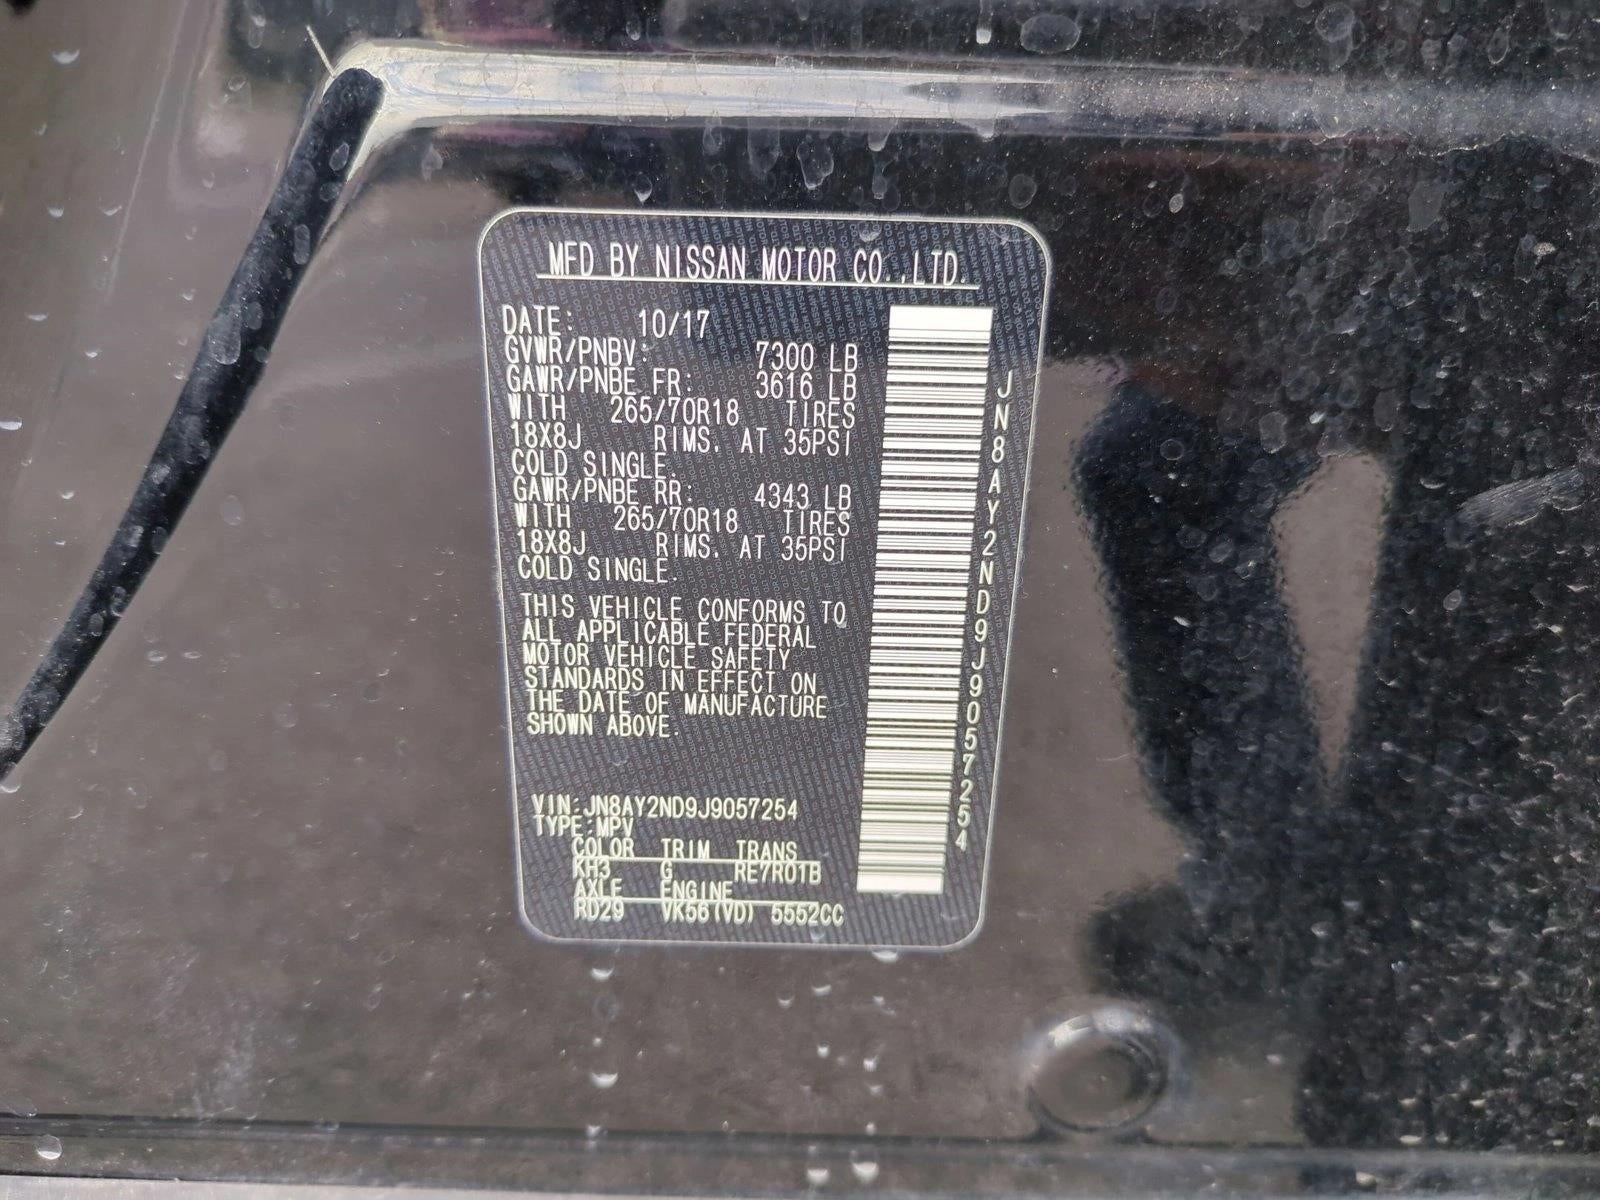 MFD BY NISSAN MOTOR CO.,LTD.
DATE: 10/17
GVWR/PNBV: 7300 LB
GAWR/PNBE FR: 3616 LB
WITH 265/70R18 TIRES
18X8J RIMS. AT 35PSI
COLD SINGLE.
GAWR/PNBE RR: 4343 LB
WITH 265/70R18 TIRES
18X8J RIMS. AT 35PSI
COLD SINGLE.
THIS VEHICLE CONFORMS TO
ALL APPLICABLE FEDERAL
MOTOR VEHICLE SAFETY
STANDARDS IN EFFECT ON
THE DATE OF MANUFACTURE
SHOWN ABOVE.
VIN:JN8AY2ND9J9057254
TYPE:MPV
COLOR TRIM TRANS
KH3 G RE7R01B
AXLE ENGINE
RD29 VK56(VD) 5552CC
JN8AY2ND9J9057254